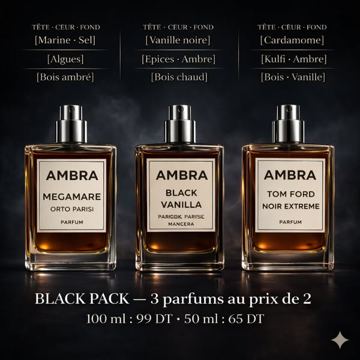 TÊTE · CŒUR · FOND
[Marine · Sel]
[Algues]
[Bois ambré]
TÊTE · CŒUR · FOND
[Vanille noire]
[Epices · Ambre]
[Bois chaud]
TÊTE · CŒUR · FOND
[Cardamome]
[Kulfi · Ambre]
[Bois · Vanille]
AMBRA
MEGAMARE
ORTO PARISI
PARFUM
AMBRA
BLACK
VANILLA
MANCERA
AMBRA
TOM FORD
NOIR EXTREME
PARFUM
BLACK PACK — 3 parfums au prix de 2
100 ml : 99 DT • 50 ml : 65 DT